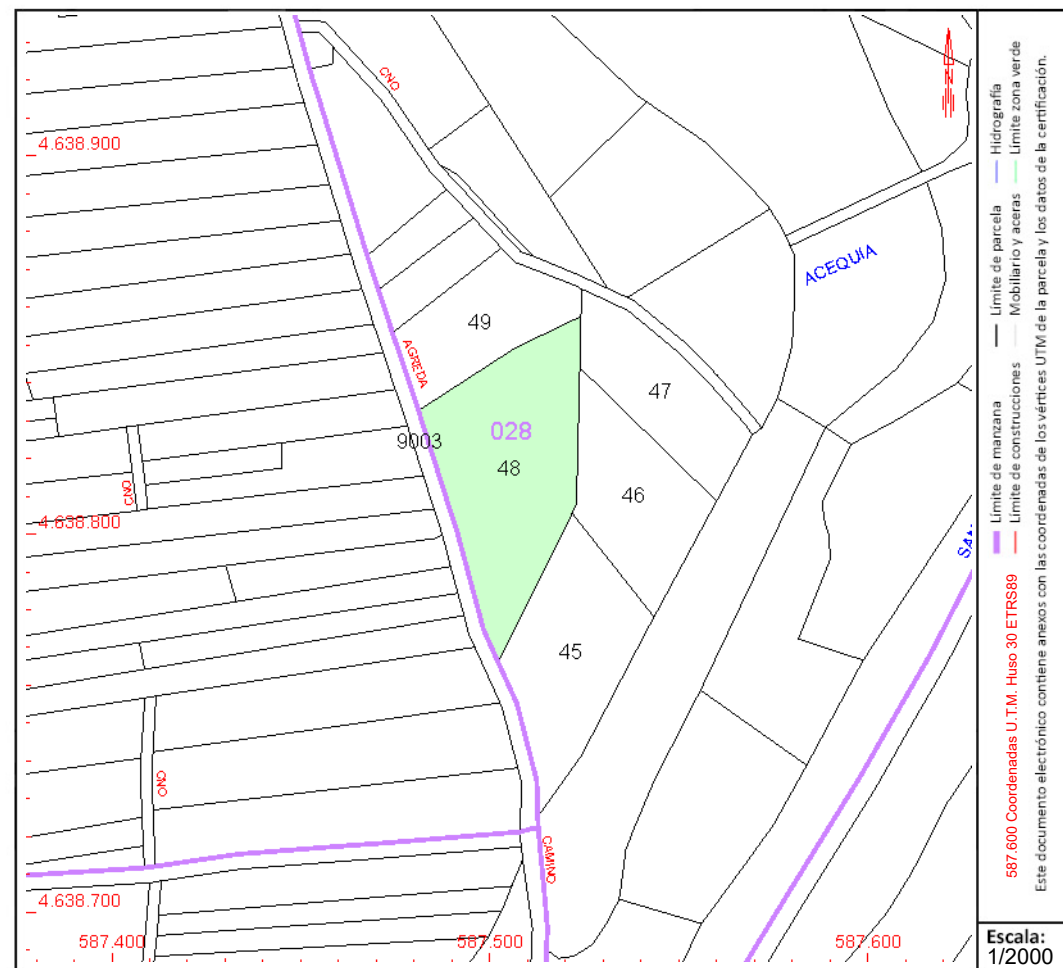 CNO
4.638.900
ACEQUIA
49
AGREDA
47
028
9003
48
46
CNO
4.638.800
45
CNO
CAMINO
4.638.700
587.400
587.500
587.600
Límite de manzana
Límite de parcela
Hidrografía
Límite de construcciones
Mobiliario y aceras
Límite zona verde
587.600 Coordenadas U.T.M. Huso 30 ETRS89
Este documento electrónico contiene anexos con las coordenadas de los vértices UTM de la parcela y los datos de la certificación.
Escala:
1/2000